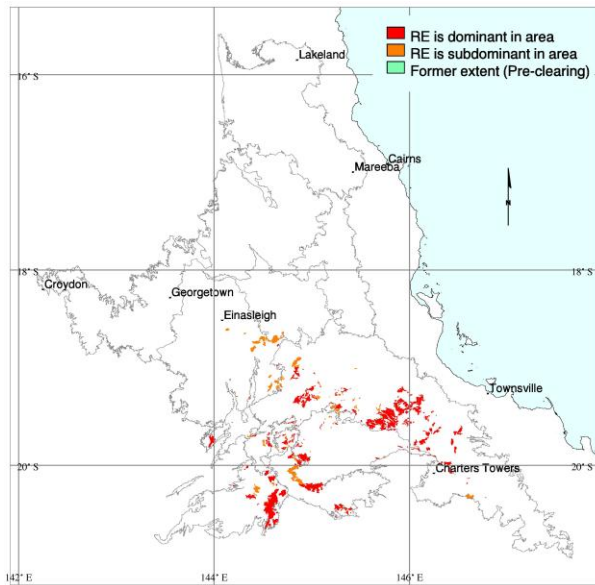 RE is dominant in area
RE is subdominant in area
Former extent (Pre-clearing)
Lakeland
16° S
Cairns
Mareeba
N
18° S
18° S
Croydon
Georgetown
Einasleigh
Townsville
20° S
Charters Towers
20° S
142° E
144° E
146° E